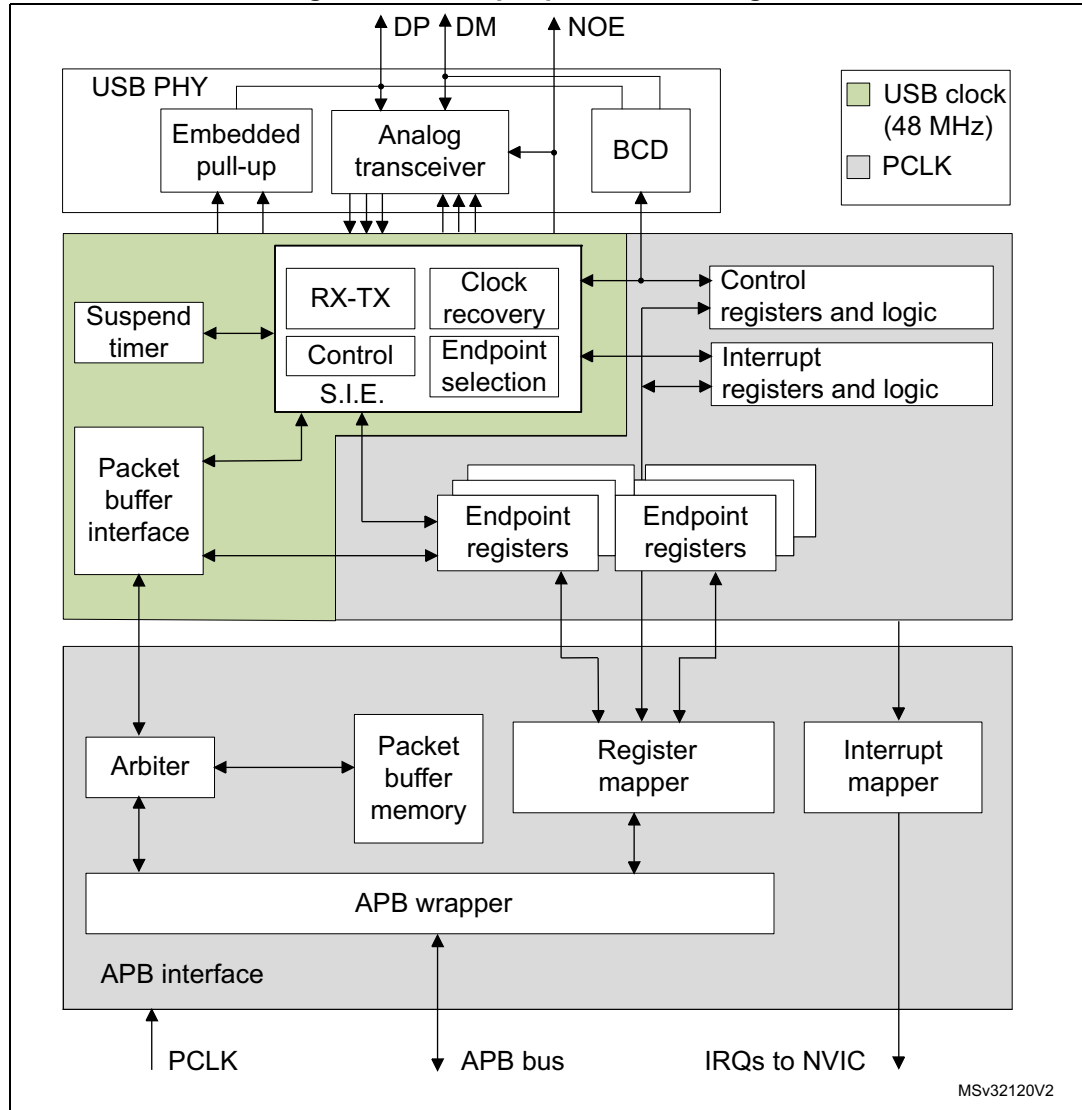 DP DM NOE
USB PHY
Embedded
pull-up
Analog
transceiver
BCD
USB clock
(48 MHz)
PCLK
Suspend
timer
RX-TX
Clock
recovery
Control
Endpoint
selection
S.I.E.
Control
registers and logic
Interrupt
registers and logic
Packet
buffer
interface
Endpoint
registers
Endpoint
registers
Arbiter
Packet
buffer
memory
Register
mapper
Interrupt
mapper
APB wrapper
APB interface
PCLK
APB bus
IRQs to NVIC
MSv32120V2